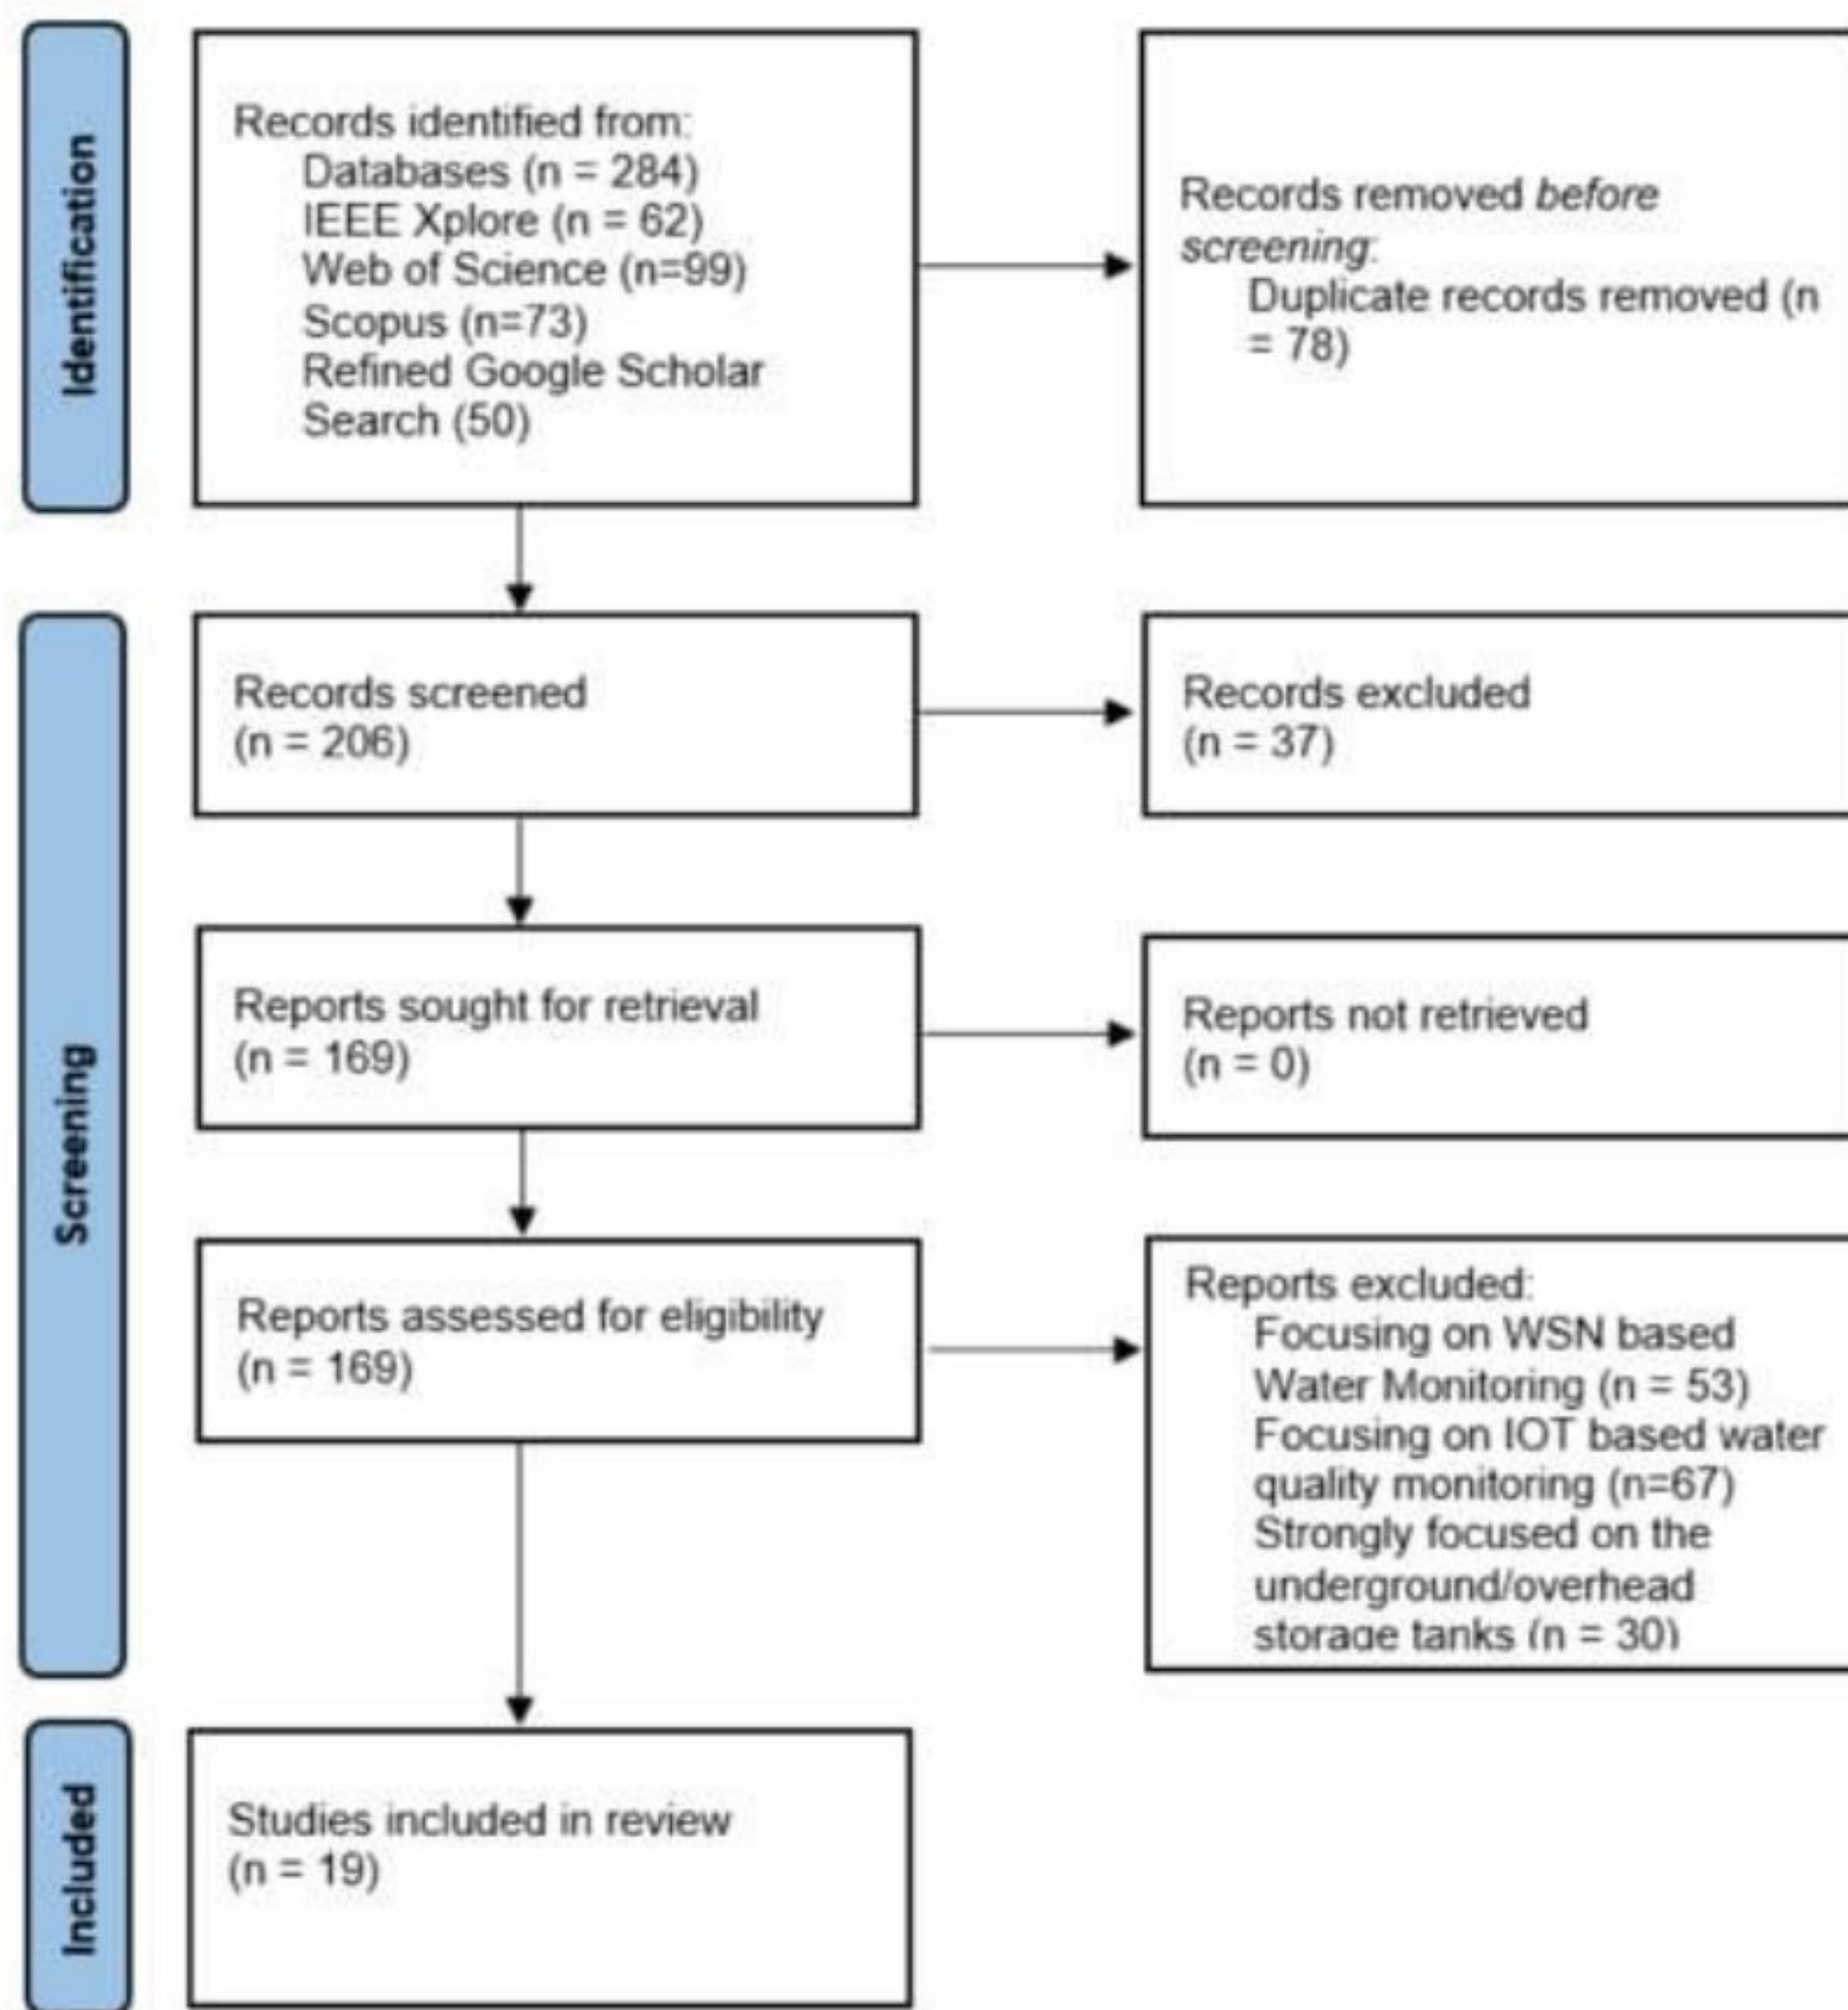 Identification
Records identified from:
Databases (n = 284)
IEEE Xplore (n = 62)
Web of Science (n=99)
Scopus (n=73)
Refined Google Scholar
Search (50)
Records removed before
screening:
Duplicate records removed (n
= 78)
Screening
Records screened
(n = 206)
Records excluded
(n = 37)
Reports sought for retrieval
(n = 169)
Reports not retrieved
(n = 0)
Reports assessed for eligibility
(n = 169)
Reports excluded:
Focusing on WSN based
Water Monitoring (n = 53)
Focusing on IOT based water
quality monitoring (n=67)
Strongly focused on the
underground/overhead
storage tanks (n = 30)
Included
Studies included in review
(n = 19)